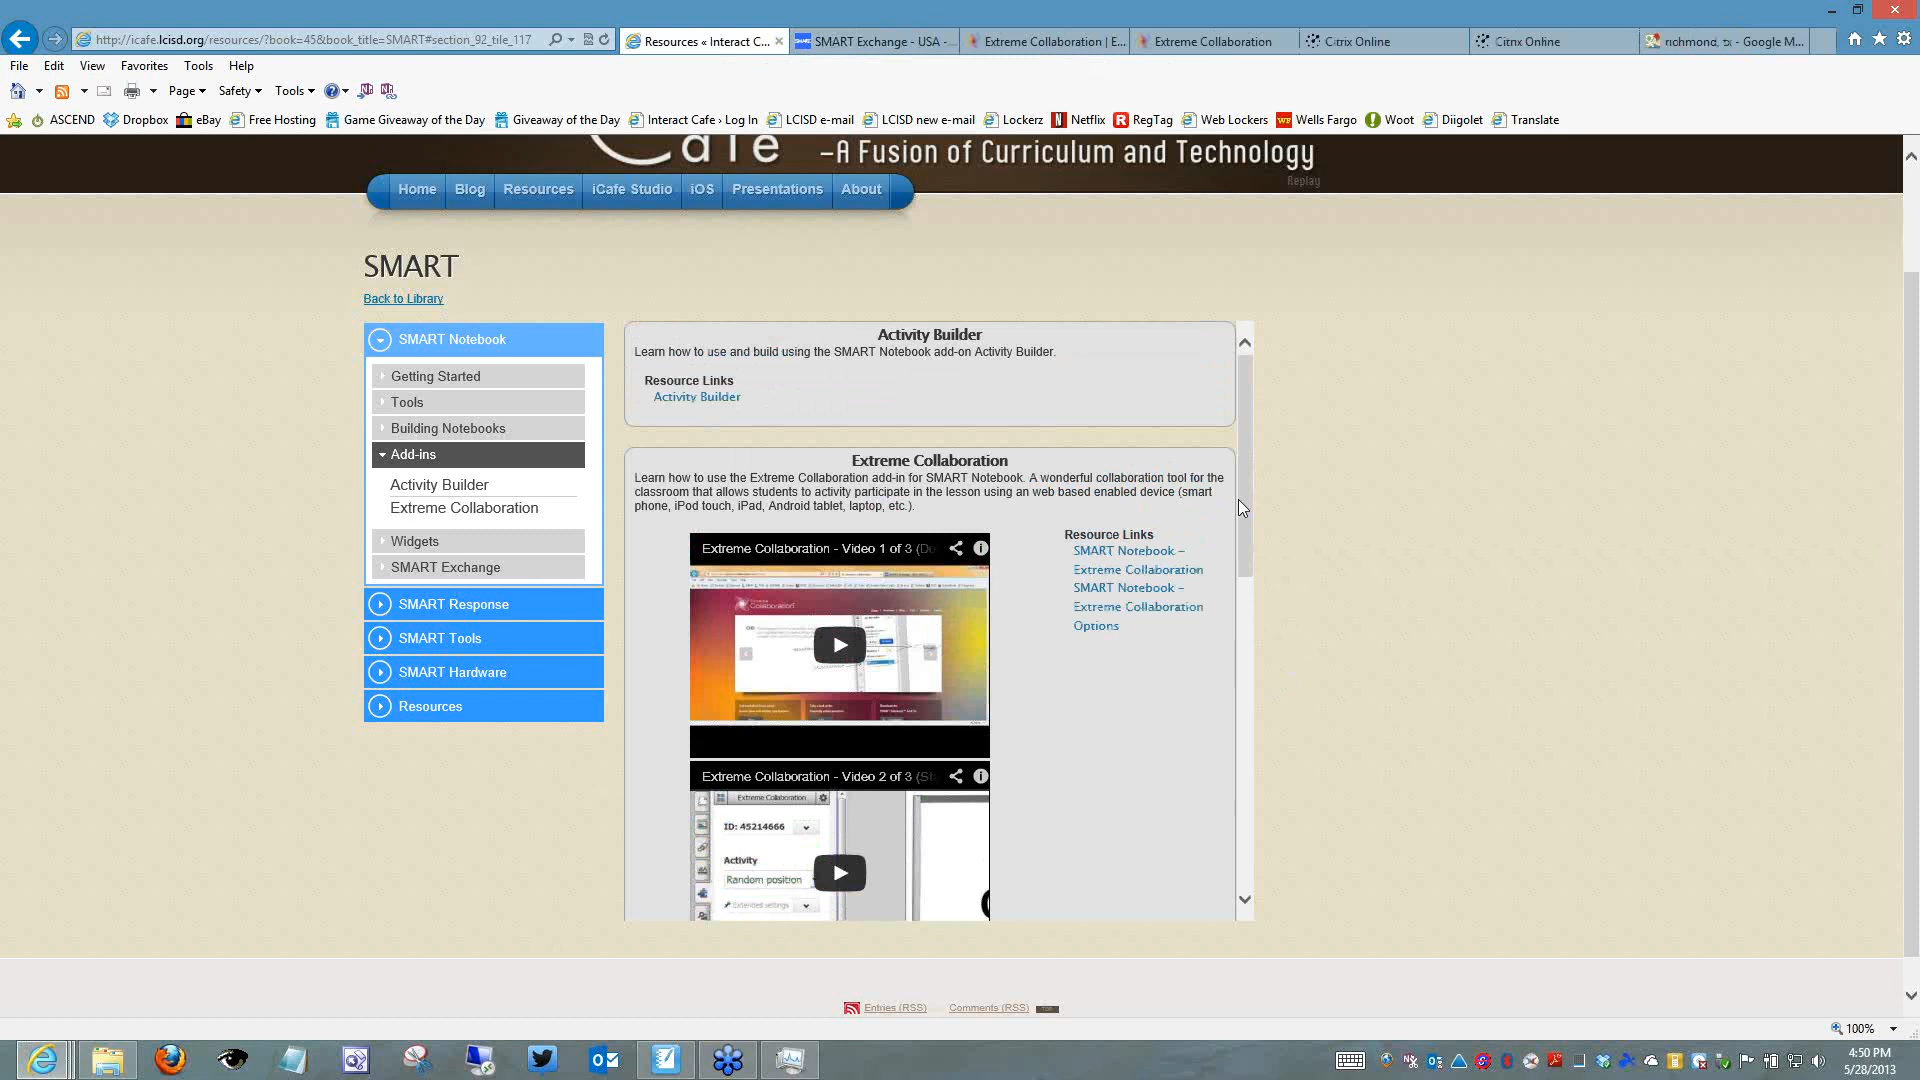 http://icafe.lcisd.org/resources/?book=45&book_title=SMART#section_92_tile_117
Resources « Interact C...
SMART Exchange - USA - ...
Extreme Collaboration | E...
Extreme Collaboration
Citrix Online
Citrix Online
richmond, tx - Google M...
File Edit View Favorites Tools Help
Page Safety Tools
ASCEND Dropbox eBay Free Hosting Game Giveaway of the Day Giveaway of the Day Interact Cafe › Log In LCISD e-mail LCISD new e-mail Lockerz Netflix RegTag Web Lockers Wells Fargo Woot Diigolet Translate
Cafe –A Fusion of Curriculum and Technology
Replay
Home Blog Resources iCafe Studio iOS Presentations About
SMART
Back to Library
SMART Notebook
Getting Started
Tools
Building Notebooks
Add-ins
Activity Builder
Extreme Collaboration
Widgets
SMART Exchange
SMART Response
SMART Tools
SMART Hardware
Resources
Activity Builder
Learn how to use and build using the SMART Notebook add-on Activity Builder.
Resource Links
Activity Builder
Extreme Collaboration
Learn how to use the Extreme Collaboration add-in for SMART Notebook. A wonderful collaboration tool for the
classroom that allows students to activity participate in the lesson using an web based enabled device (smart
phone, iPod touch, iPad, Android tablet, laptop, etc.).
Extreme Collaboration - Video 1 of 3 (Do
Collaboration
Resource Links
SMART Notebook –
Extreme Collaboration
SMART Notebook –
Extreme Collaboration
Options
Extreme Collaboration - Video 2 of 3 (St
Extreme Collaboration
ID: 45214666
Activity
Random position
Extended settings
Entries (RSS) Comments (RSS)
100%
4:50 PM
5/28/2013